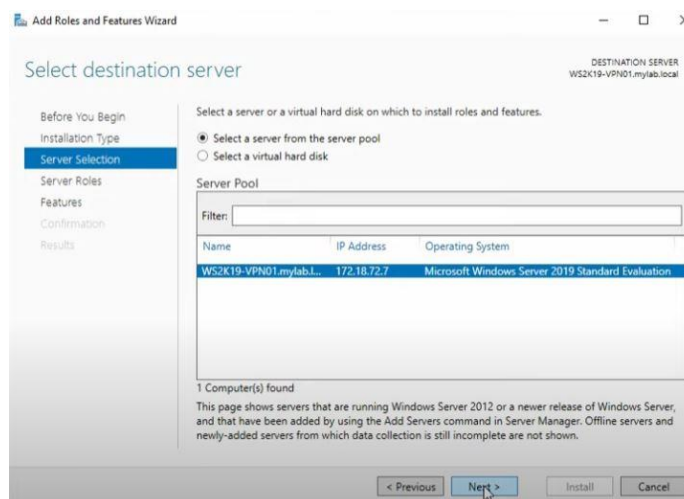 Add Roles and Features Wizard
Select destination server
DESTINATION SERVER
WS2K19-VPN01.mylab.local
Before You Begin
Installation Type
Server Selection
Server Roles
Features
Confirmation
Results
Select a server or a virtual hard disk on which to install roles and features.
Select a server from the server pool
Select a virtual hard disk
Server Pool
Filter:
Name IP Address Operating System
WS2K19-VPN01.mylab.l... 172.18.72.7 Microsoft Windows Server 2019 Standard Evaluation
1 Computer(s) found
This page shows servers that are running Windows Server 2012 or a newer release of Windows Server,
and that have been added by using the Add Servers command in Server Manager. Offline servers and
newly-added servers from which data collection is still incomplete are not shown.
< Previous Next > Install Cancel